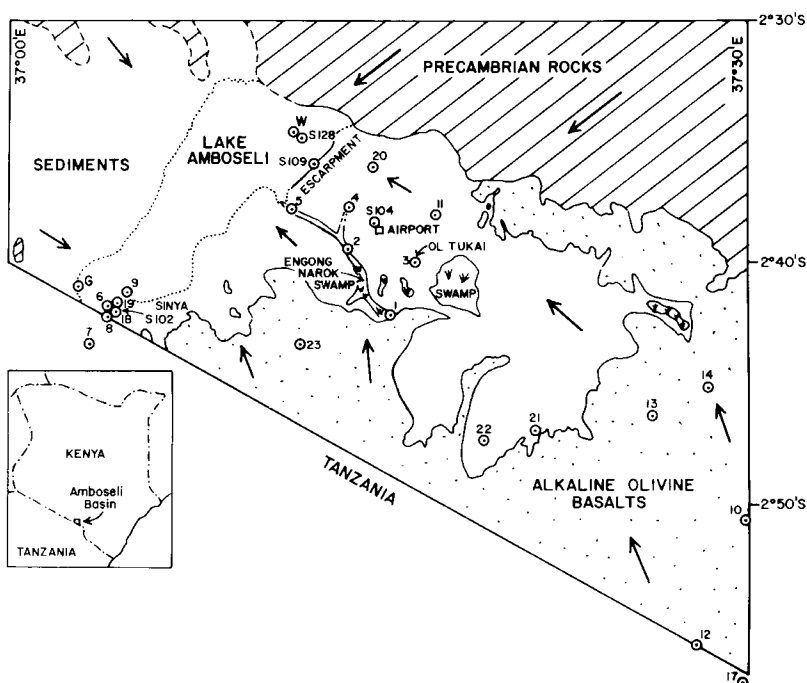 37°00'E
37°30'E
2°30'S
PRECAMBRIAN ROCKS
W
S128
LAKE
AMBOSELI
SEDIMENTS
S109
ESCARPMENT
20
5
4
S104
11
AIRPORT
2
3
OL TUKAI
2°40'S
ENGONG
NAROK
SWAMP
SWAMP
G
9
6
19
SINYA
S102
18
8
7
1
23
14
13
22
21
TANZANIA
ALKALINE OLIVINE
BASALTS
2°50'S
10
12
17
KENYA
Amboseli
Basin
TANZANIA